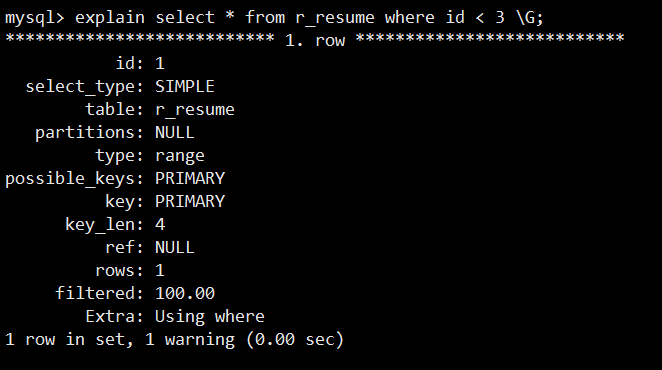 mysql> explain select * from r_resume where id < 3 \G;
*************************** 1. row ***************************
id: 1
select_type: SIMPLE
table: r_resume
partitions: NULL
type: range
possible_keys: PRIMARY
key: PRIMARY
key_len: 4
ref: NULL
rows: 1
filtered: 100.00
Extra: Using where
1 row in set, 1 warning (0.00 sec)